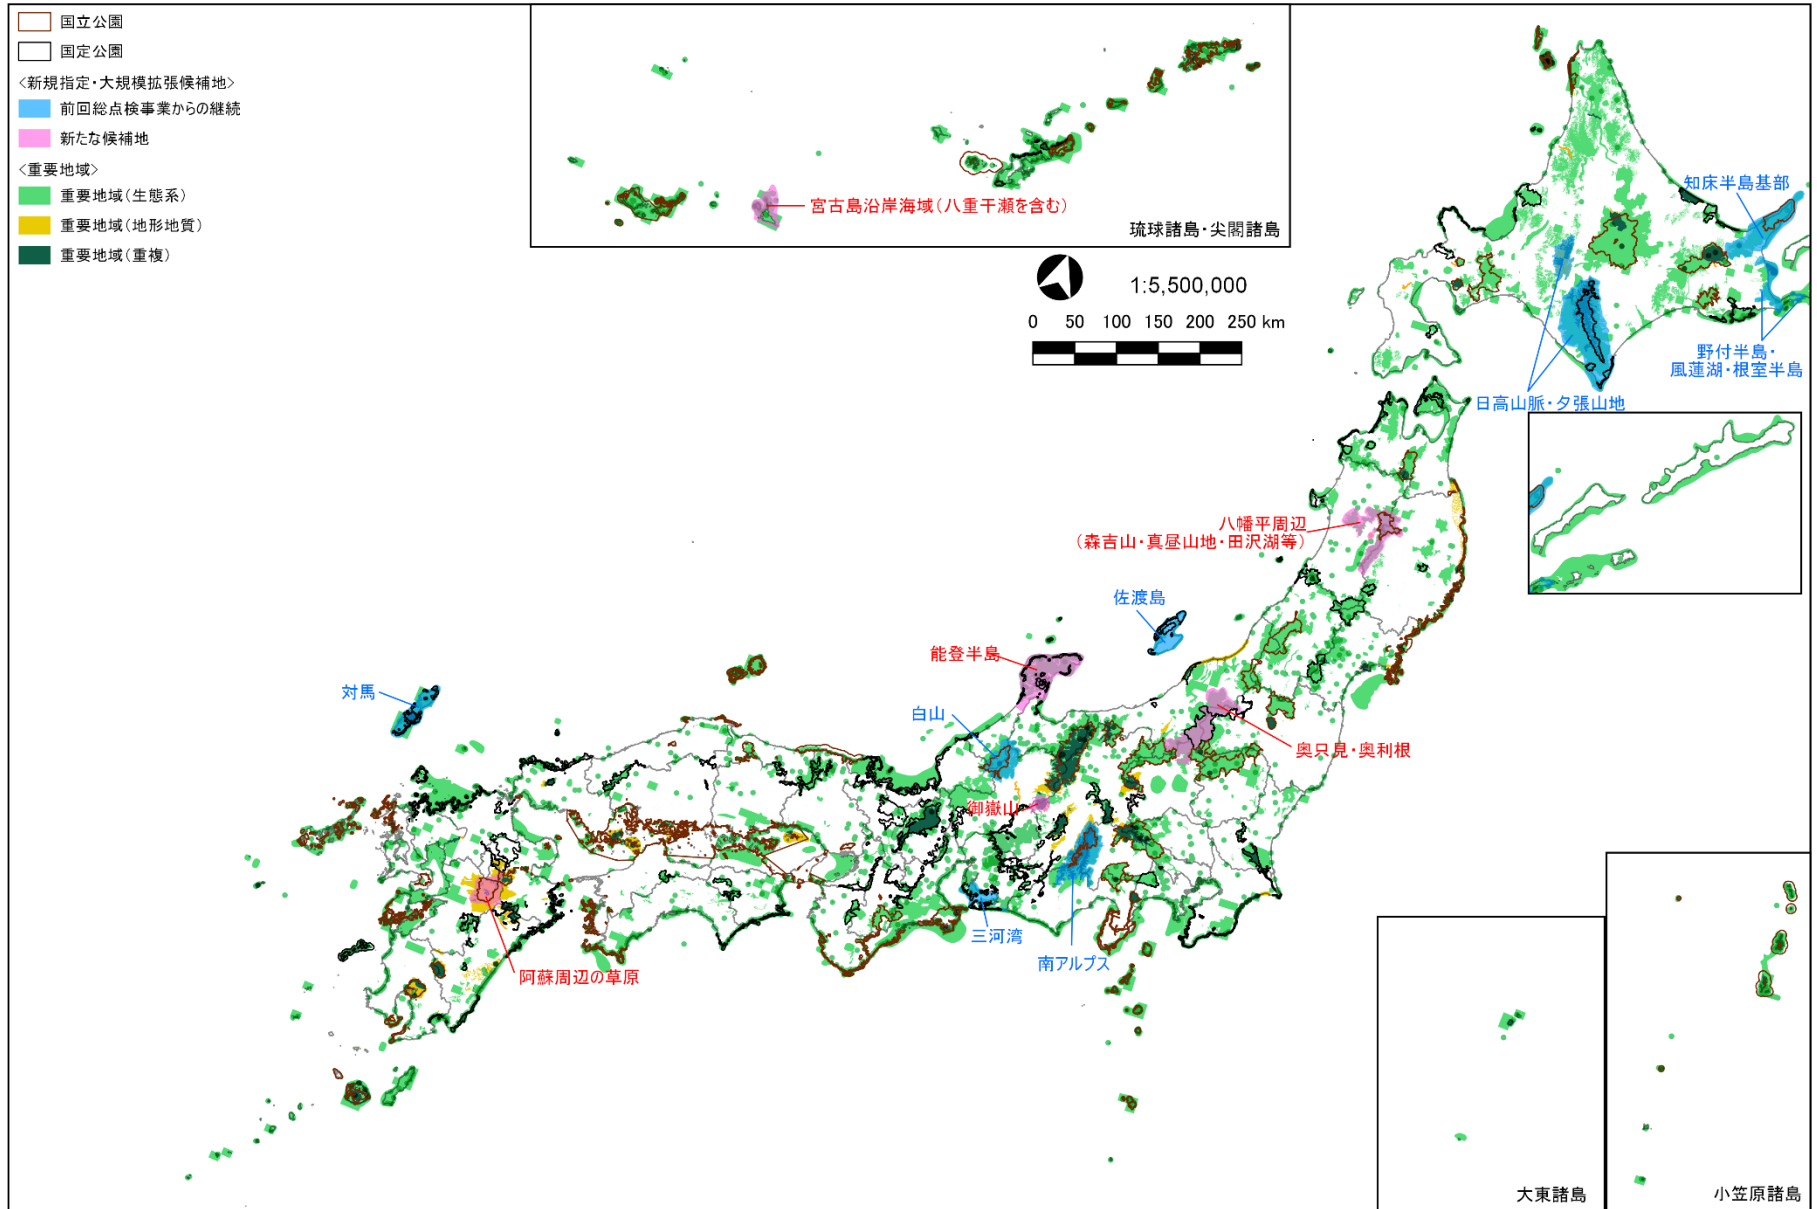 国立公園
国定公園
<新規指定・大規模拡張候補地>
前回総点検事業からの継続
新たな候補地
<重要地域>
重要地域(生態系)
重要地域(地形地質)
重要地域(重複)
宮古島沿岸海域(八重干瀬を含む)
琉球諸島・尖閣諸島
1:5,500,000
0 50 100 150 200 250 km
知床半島基部
野付半島・
風蓮湖・根室半島
日高山脈・夕張山地
八幡平周辺
(森吉山・真昼山地・田沢湖等)
佐渡島
能登半島
対馬
白山
奥只見・奥利根
御嶽山
三河湾
南アルプス
阿蘇周辺の草原
大東諸島
小笠原諸島